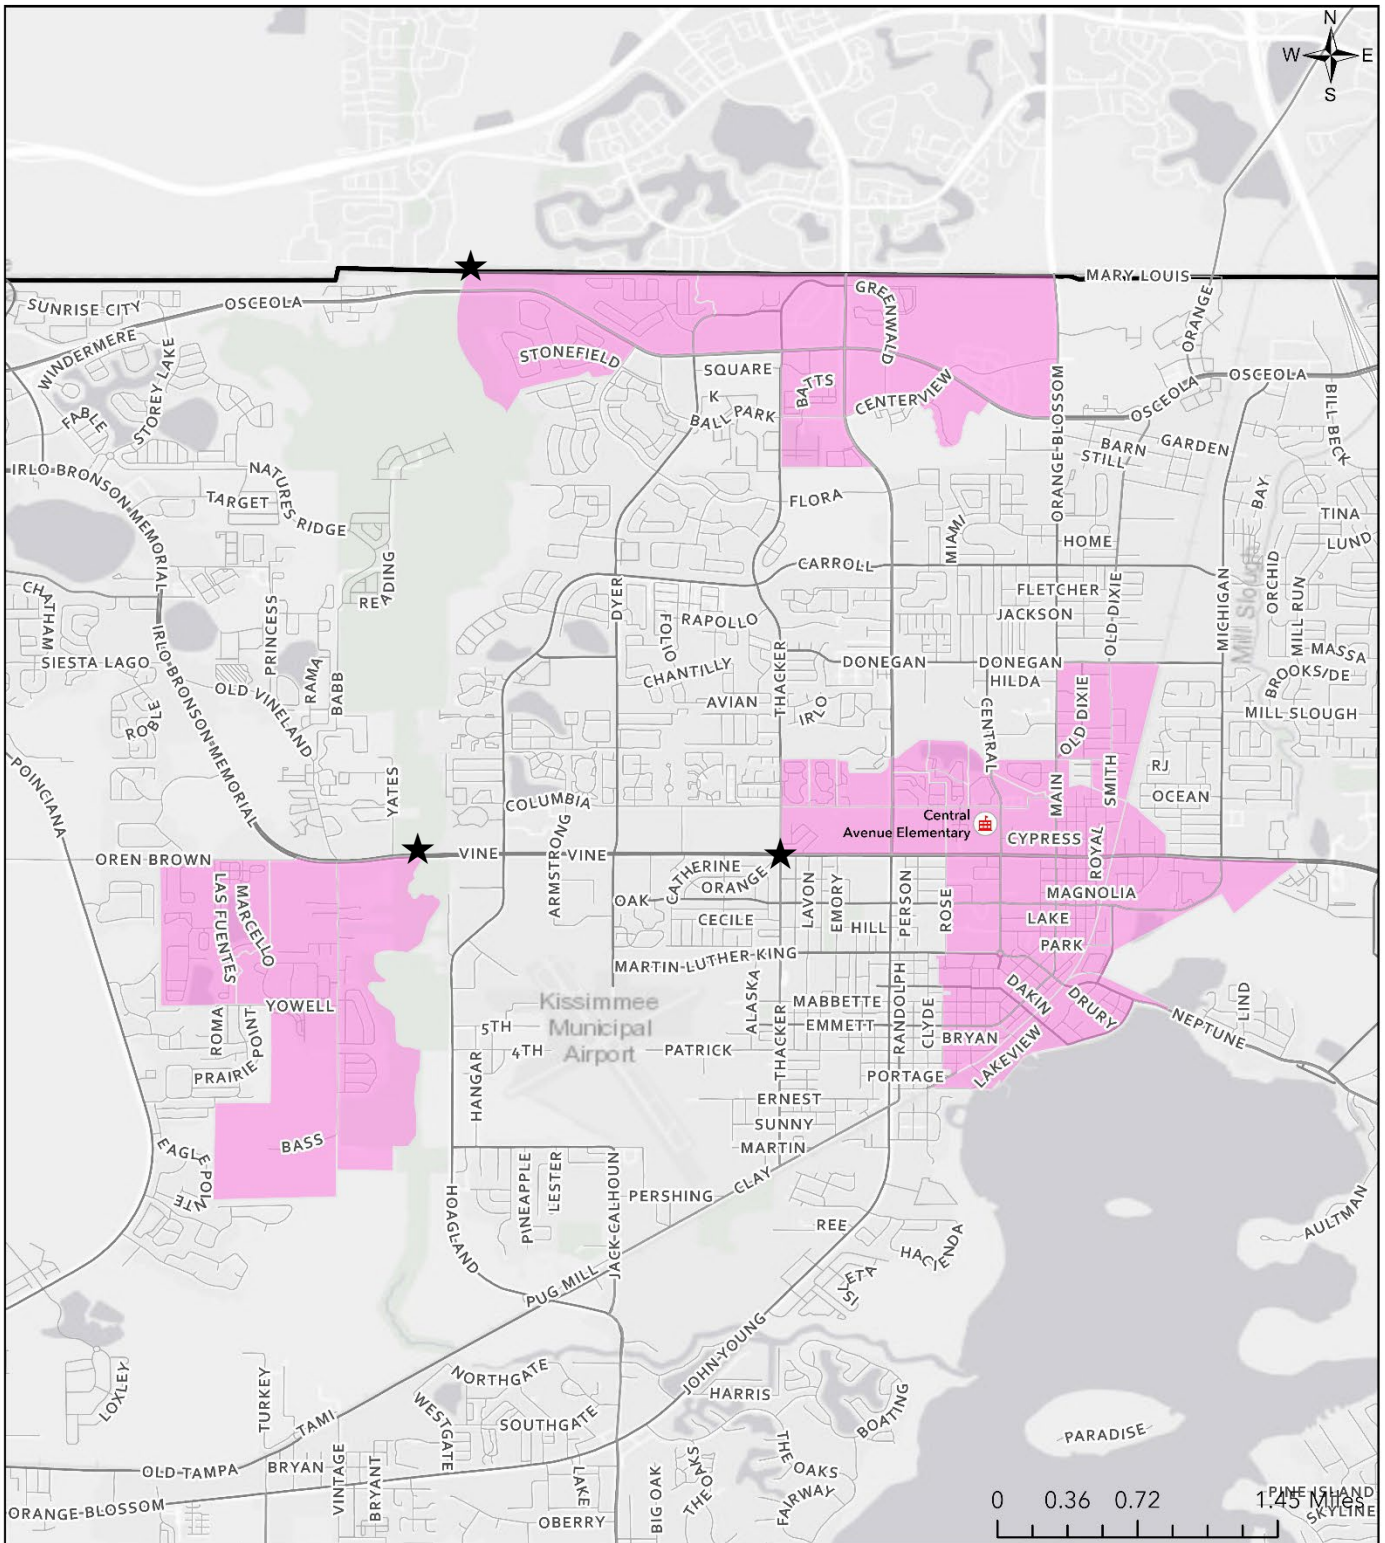 N
W E
S
MARY LOUIS
SUNRISE CITY
OSCEOLA
GREENWALD
ORANGE
WINDERMERE
STOREY LAKE
STONEFIELD
SQUARE
K
BATTS
CENTERVIEW
OSCEOLA
OSCEOLA
FABLE
BALL PARK
ORANGE-BLOSSOM
BARN
STILL
GARDEN
BILL BECK
IRLO-BRONSON-MEMORIAL
NATURES RIDGE
TARGET
FLORA
BAY
TINA
LUND
MIAMI
HOME
CARROLL
READING
CHATHAM
PRINCESS
DYER
FLETCHER
JACKSON
OLD-DIXIE
MICHIGAN
Mill Slough
ORCHID
MILL RUN
FOLIO
RAPOLLO
SIESTA LAGO
IRLO-BRONSON-MEMORIAL
RAMA
BABB
CHANTILLY
THACKER
DONEGAN
DONEGAN
HILDA
MASSA
BROOKSIDE
OLD VINELAND
AVIAN
IRLO
CENTRAL
OLD DIXIE
MILL SLOUGH
ROBLE
POINCIANA
YATES
COLUMBIA
ARMSTRONG
MAIN
SMITH
RJ
OCEAN
Central
Avenue Elementary
CYPRESS
ROYAL
OREN BROWN
VINE
VINE
CATHERINE
ORANGE
LAS FUENTES
MARCELLO
OAK
LAVON
EMORY
PERSON
ROSE
MAGNOLIA
CECILE
HILL
LAKE
PARK
MARTIN-LUTHER-KING
YOWELL
Kissimmee
Municipal
Airport
ALASKA
MABBETTE
RANDOLPH
CLYDE
DAKIN
DRURY
LIND
NEPTUNE
ROMA
POINT
5TH
4TH
PATRICK
EMMETT
BRYAN
LAKEVIEW
PRAIRIE
HANGAR
THACKER
PORTAGE
ERNEST
SUNNY
MARTIN
BASS
EAGLE POINTE
PINEAPPLE
LESTER
JACK-CALHOUN
PERSHING
CLAY
HOAGLAND
REE
HACIENDA
AULTMAN
ISLETA
PUG MILL
JOHN-YOUNG
LOXLEY
TURKEY
NORTHGATE
HARRIS
BOATING
WESTGATE
SOUTHGATE
TAMI
PARADISE
OLD-TAMPA
BRYAN
VINTAGE
BRYANT
LAKE
BIG OAK
THE OAKS
THE OAKS
FAIRWAY
ORANGE-BLOSSOM
OBERRY
0 0.36 0.72 1.45 Miles
PINE ISLAND
SKYLINE